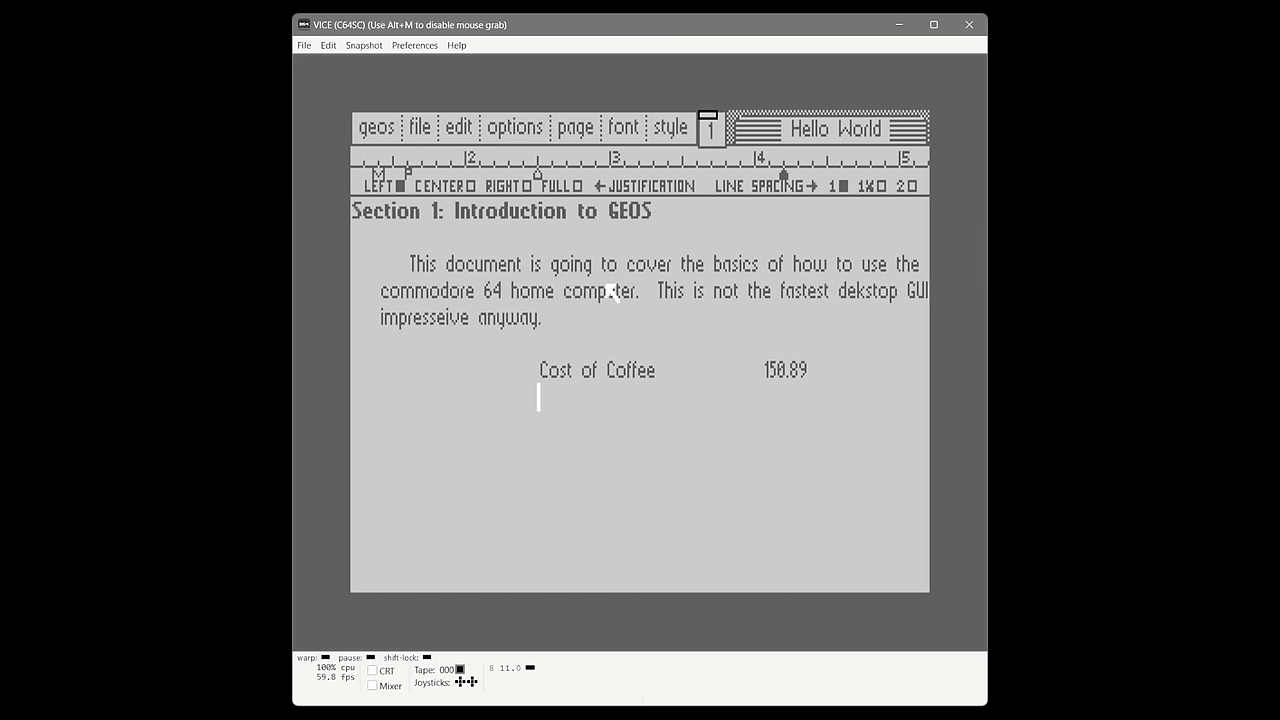 VICE (C64SC) (Use Alt+M to disable mouse grab)
File Edit Snapshot Preferences Help
geos file edit options page font style 1 Hello World
2 3 4 5
LEFT CENTER RIGHT FULL ←JUSTIFICATION LINE SPACING→ 1 1½ 2
Section 1: Introduction to GEOS
This document is going to cover the basics of how to use the
commodore 64 home computer. This is not the fastest dekstop GUI
impresseive anyway.
Cost of Coffee 150.89
warp: pause: shift-lock:
100% cpu
59.8 fps
CRT
Mixer
Tape: 000
Joysticks:
8 11.0